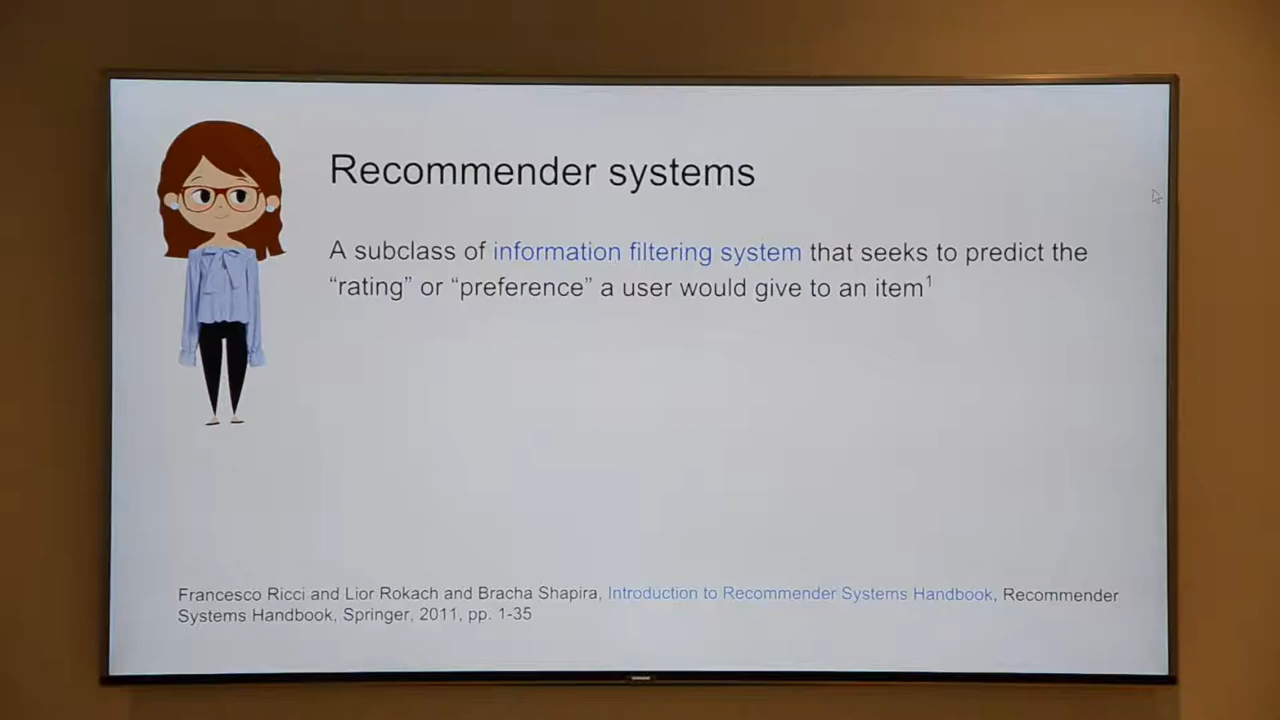 Recommender systems
A subclass of information filtering system that seeks to predict the
“rating” or “preference” a user would give to an item¹
Francesco Ricci and Lior Rokach and Bracha Shapira, Introduction to Recommender Systems Handbook, Recommender
Systems Handbook, Springer, 2011, pp. 1-35